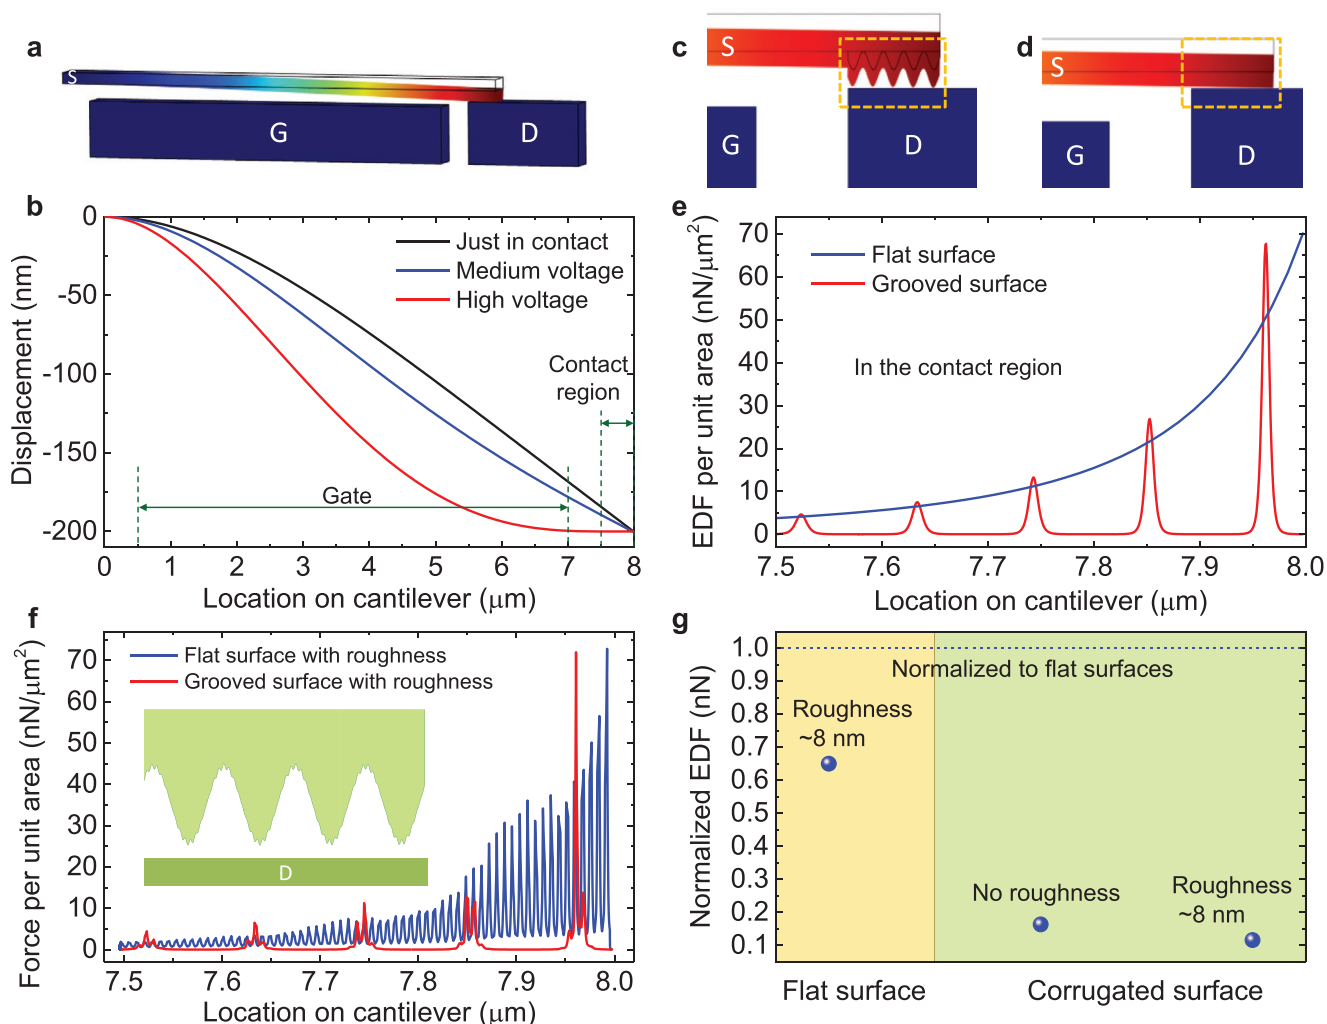 a
S
G
D
c
S
G
D
d
S
G
D
b
0
-50
-100
-150
-200
Displacement (nm)
Just in contact
Medium voltage
High voltage
Contact
region
Gate
0 1 2 3 4 5 6 7 8
Location on cantilever (μm)
e
70
60
50
40
30
20
10
0
EDF per unit area (nN/μm²)
Flat surface
Grooved surface
In the contact region
7.5 7.6 7.7 7.8 7.9 8.0
Location on cantilever (μm)
f
70
60
50
40
30
20
10
0
Force per unit area (nN/μm²)
Flat surface with roughness
Grooved surface with roughness
D
7.5 7.6 7.7 7.8 7.9 8.0
Location on cantilever (μm)
g
1.0
0.9
0.8
0.7
0.6
0.5
0.4
0.3
0.2
0.1
Normalized EDF (nN)
Normalized to flat surfaces
Roughness
~8 nm
No roughness
Roughness
~8 nm
Flat surface
Corrugated surface